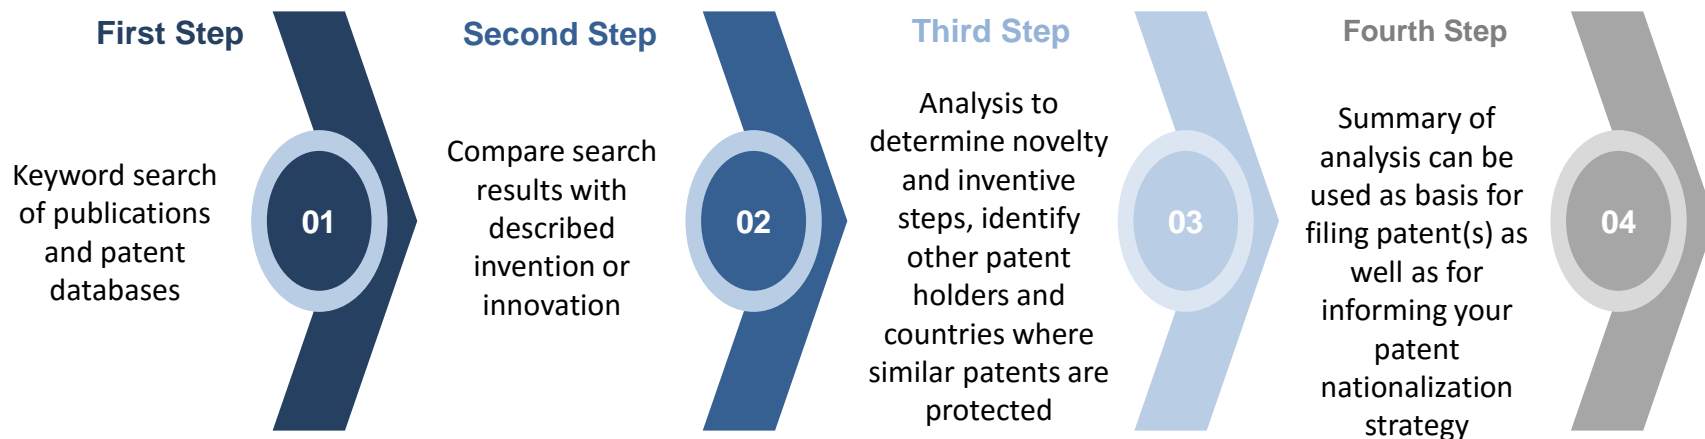 First Step
Keyword search
of publications
and patent
databases
01
Second Step
Compare search
results with
described
invention or
innovation
02
Third Step
Analysis to
determine novelty
and inventive
steps, identify
other patent
holders and
countries where
similar patents are
protected
03
Fourth Step
Summary of
analysis can be
used as basis for
filing patent(s) as
well as for
informing your
patent
nationalization
strategy
04